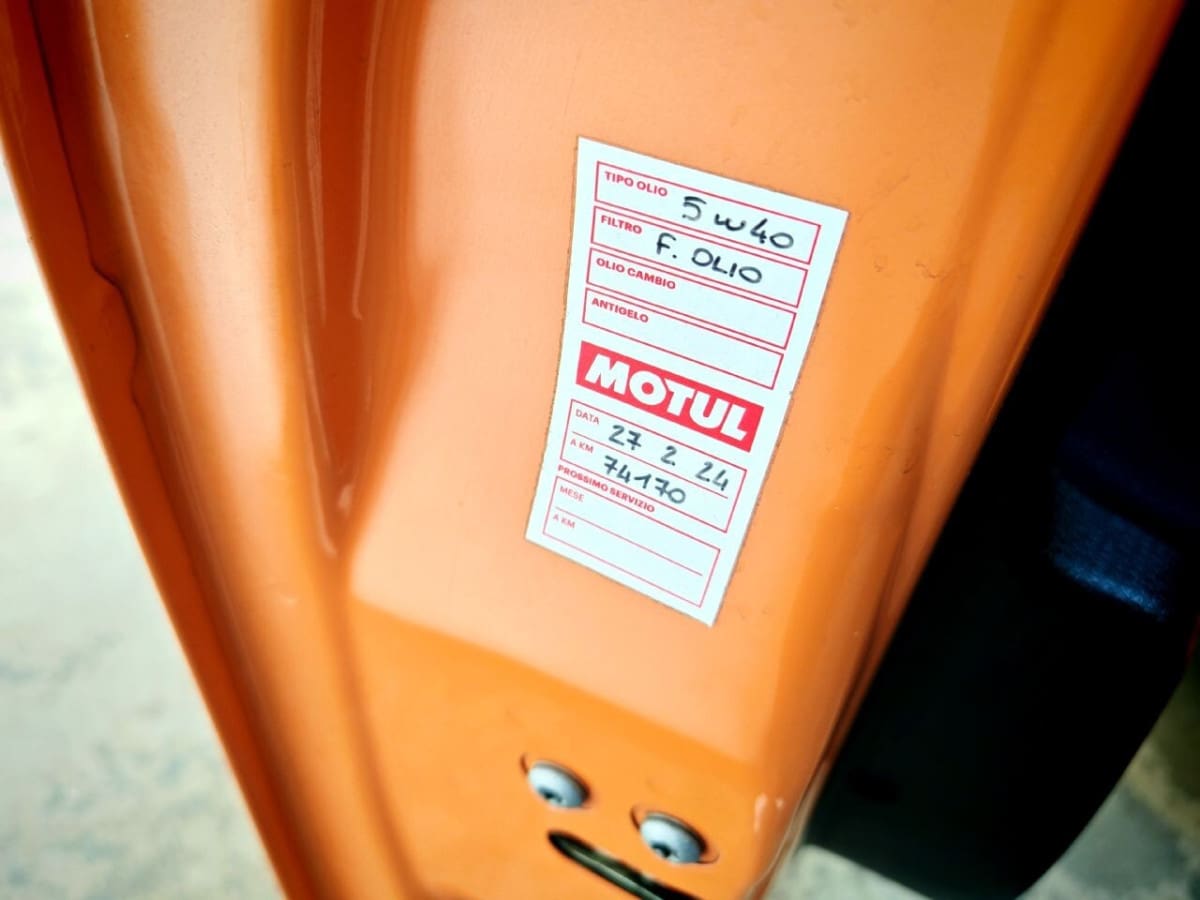 TIPO OLIO 5W40
FILTRO F. OLIO
OLIO CAMBIO
ANTIGELO
MOTUL
DATA 27 2. 24
A KM 74170
PROSSIMO SERVIZIO
MESE
A KM